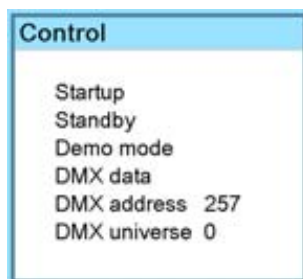 Control
Startup
Standby
Demo mode
DMX data
DMX address 257
DMX universe 0